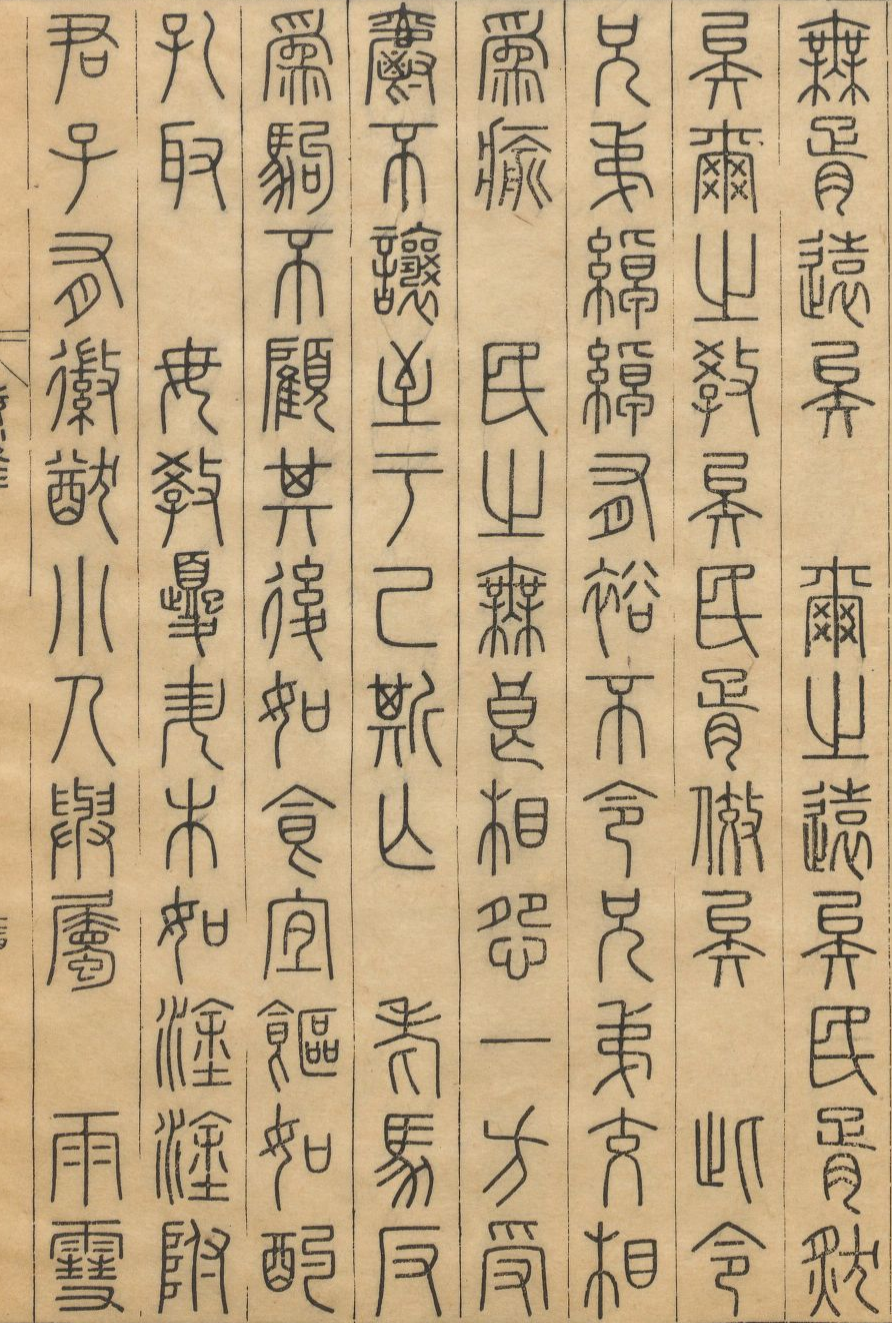 無胥遠矣 爾之遠矣民胥然
矣爾之教矣民胥傚矣 此令
兄弟綽綽有裕不令兄弟交相
爲瘉 民之無良相怨一方受
爵不讓至于己斯亡 老馬反
爲駒不顧其後如食宜饇如酌
孔取 毋教夒升木如塗塗附
君子有徽猷小人與屬 雨雪